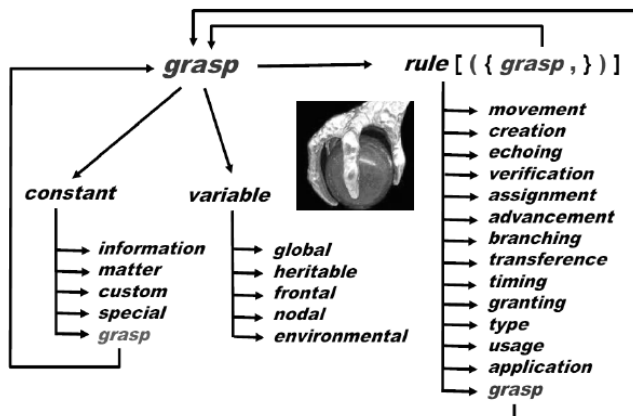 grasp
rule [ ( { grasp , } ) ]
constant
information
matter
custom
special
grasp
variable
global
heritable
frontal
nodal
environmental
movement
creation
echoing
verification
assignment
advancement
branching
transference
timing
granting
type
usage
application
grasp